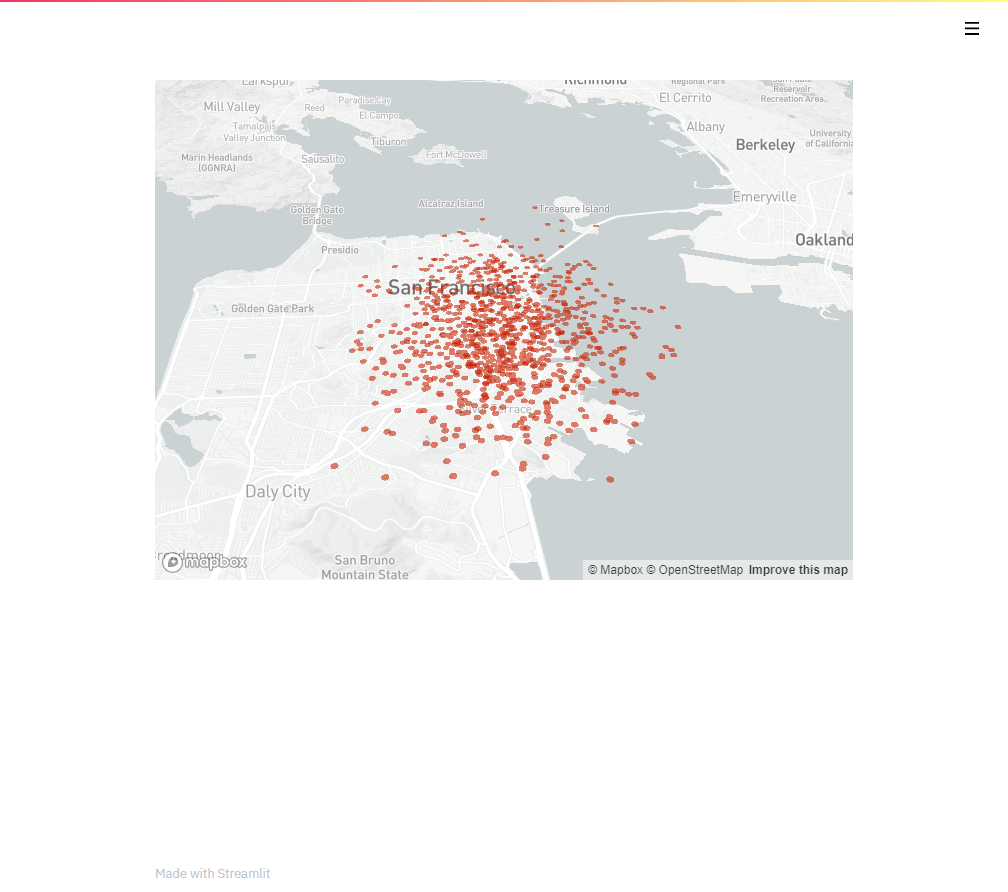 Larkspur
Richmond
Regional Park
San Pablo
Reservoir
Recreation Area.
Mill Valley
Reed
Paradise Cay
El Campo
El Cerrito
Tamalpais
Valley Junction
Tiburon
Albany
University
of California
Marin Headlands
(GGNRA)
Sausalito
Fort McDowell
Berkeley
Emeryville
Golden Gate
Bridge
Alcatraz Island
Treasure Island
Presidio
Oakland
San Francisco
Golden Gate Park
Silver Terrace
Daly City
San Bruno
Mountain State
Broadmoor
mapbox
© Mapbox © OpenStreetMap Improve this map
Made with Streamlit